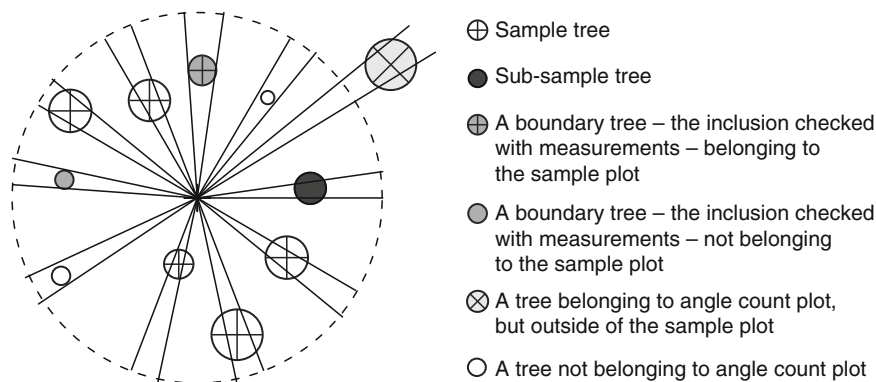 Sample tree
Sub-sample tree
A boundary tree – the inclusion checked
with measurements – belonging to
the sample plot
A boundary tree – the inclusion checked
with measurements – not belonging
to the sample plot
A tree belonging to angle count plot,
but outside of the sample plot
A tree not belonging to angle count plot